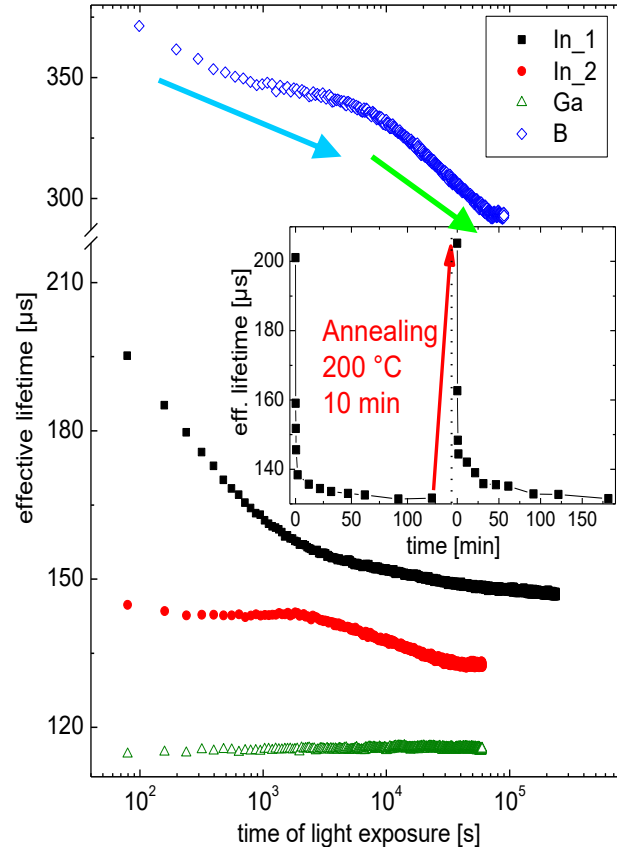 In_1
In_2
Ga
B
350
300
210
180
150
120
effective lifetime [µs]
10²
10³
10⁴
10⁵
time of light exposure [s]
200
180
160
140
eff. lifetime [µs]
Annealing
200 °C
10 min
0 50 100 0 50 100 150
time [min]